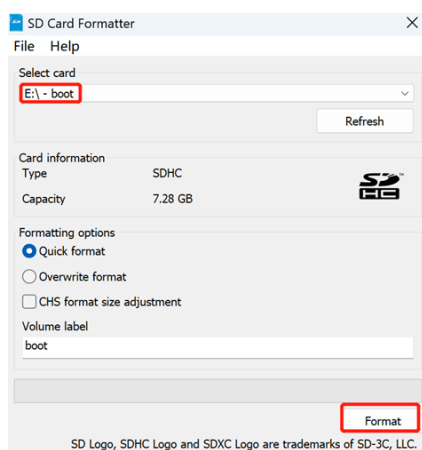 SD Card Formatter
File Help
Select card
E:\ - boot
Refresh
Card information
Type SDHC
Capacity 7.28 GB
SD HC
Formatting options
Quick format
Overwrite format
CHS format size adjustment
Volume label
boot
Format
SD Logo, SDHC Logo and SDXC Logo are trademarks of SD-3C, LLC.